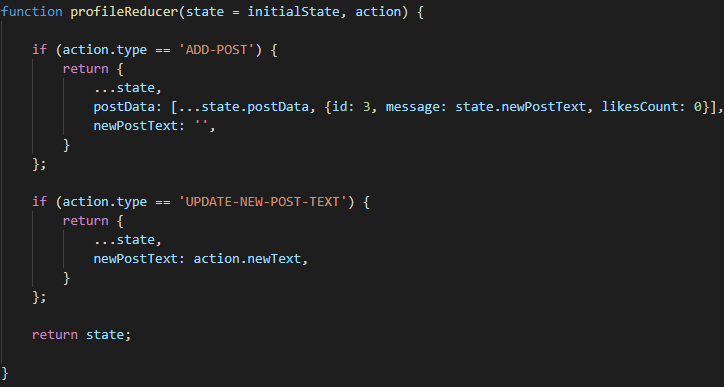 function profileReducer(state = initialState, action) {
if (action.type == 'ADD-POST') {
return {
...state,
postData: [...state.postData, {id: 3, message: state.newPostText, likesCount: 0}],
newPostText: '',
}
};
if (action.type == 'UPDATE-NEW-POST-TEXT') {
return {
...state,
newPostText: action.newText,
}
};
return state;
}